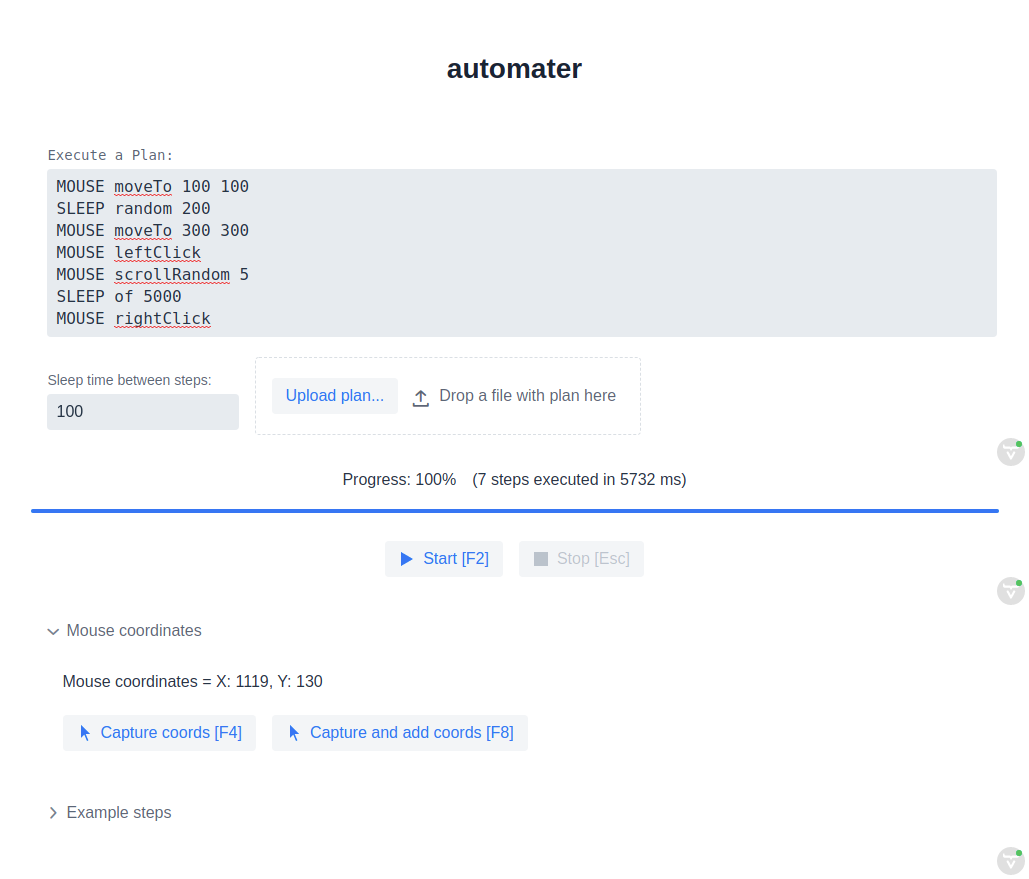 automater
Execute a Plan:
MOUSE moveTo 100 100
SLEEP random 200
MOUSE moveTo 300 300
MOUSE leftClick
MOUSE scrollRandom 5
SLEEP of 5000
MOUSE rightClick
Sleep time between steps:
100
Upload plan... Drop a file with plan here
Progress: 100% (7 steps executed in 5732 ms)
Start [F2] Stop [Esc]
Mouse coordinates
Mouse coordinates = X: 1119, Y: 130
Capture coords [F4] Capture and add coords [F8]
Example steps